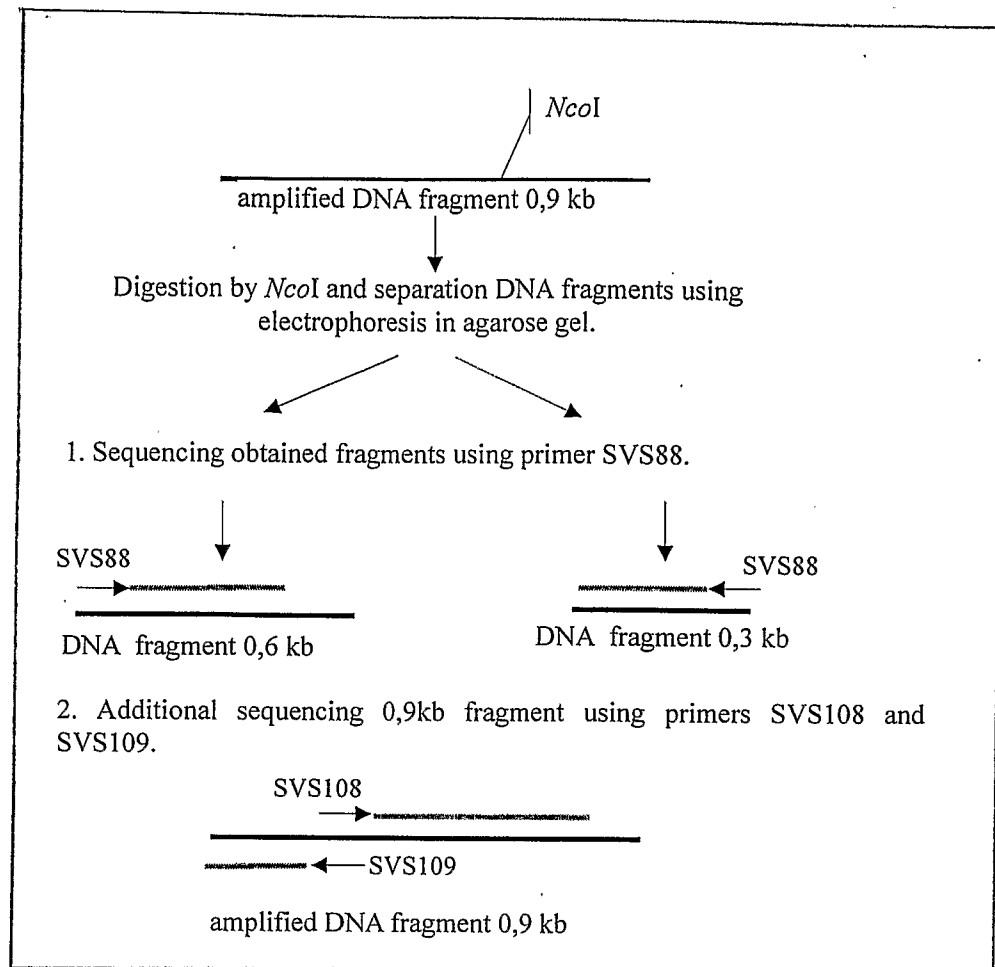 NcoI
amplified DNA fragment 0,9 kb
Digestion by NcoI and separation DNA fragments using
electrophoresis in agarose gel.
1. Sequencing obtained fragments using primer SVS88.
SVS88
SVS88
DNA fragment 0,6 kb
DNA fragment 0,3 kb
2. Additional sequencing 0,9kb fragment using primers SVS108 and
SVS109.
SVS108
SVS109
amplified DNA fragment 0,9 kb